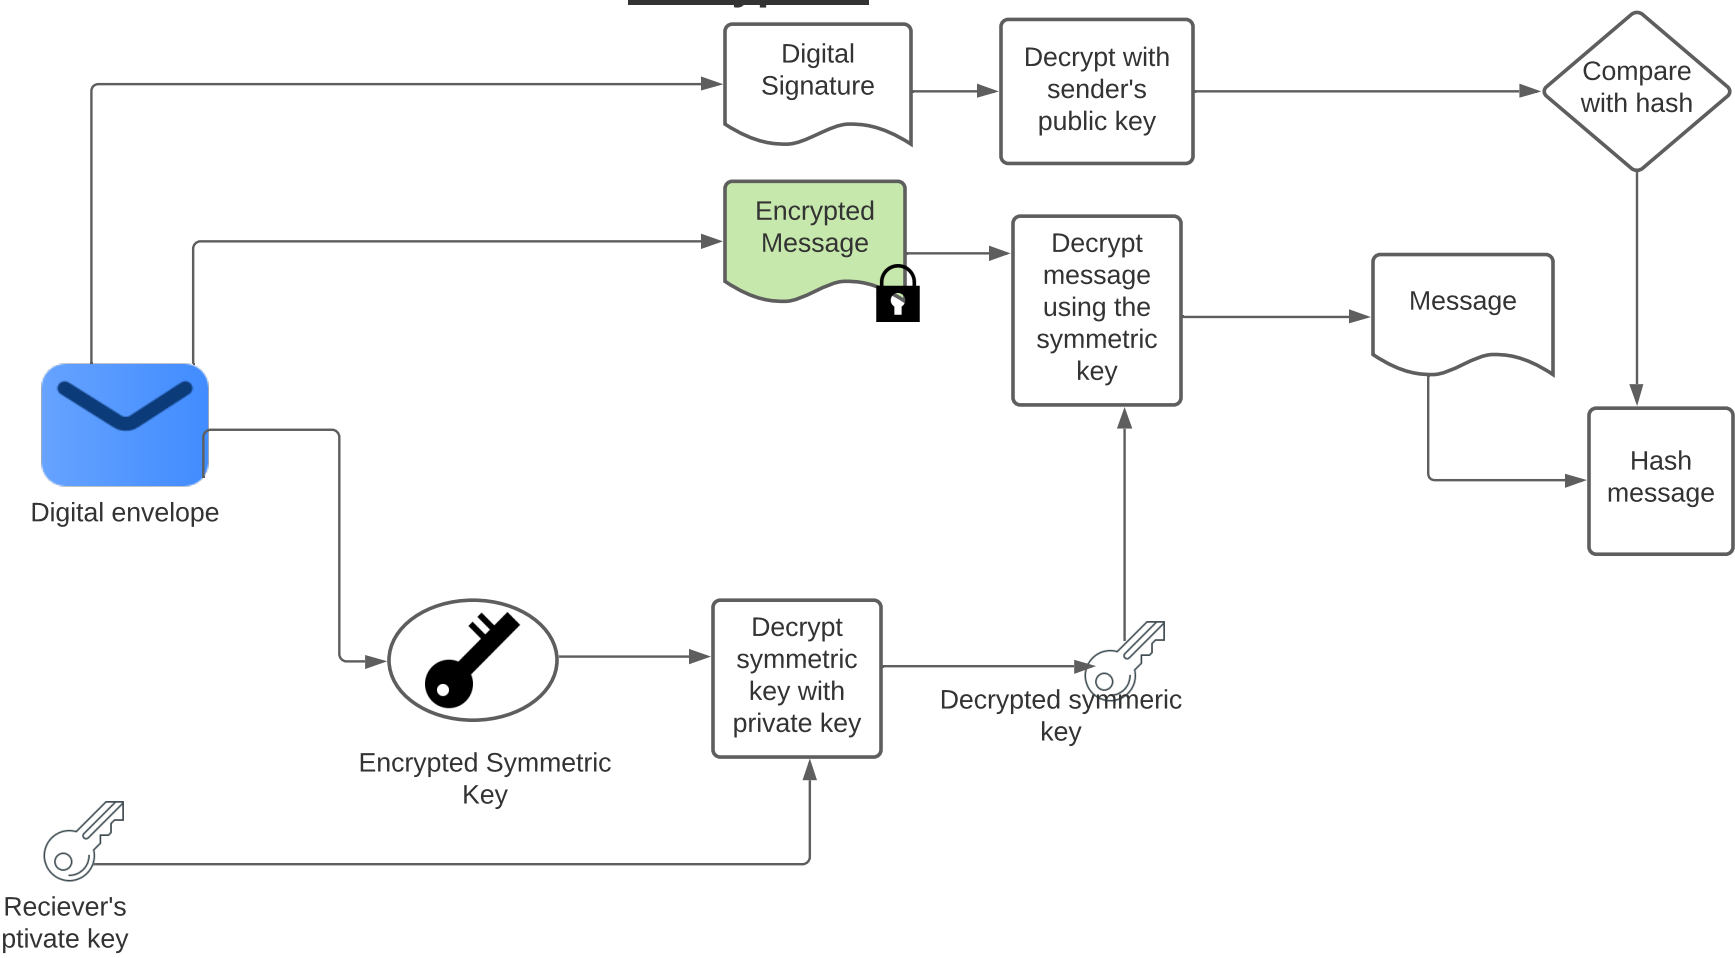 Digital
Signature
Decrypt with
sender's
public key
Compare
with hash
Encrypted
Message
Decrypt
message
using the
symmetric
key
Message
Hash
message
Digital envelope
Decrypt
symmetric
key with
private key
Decrypted symmeric
key
Encrypted Symmetric
Key
Reciever's
ptivate key